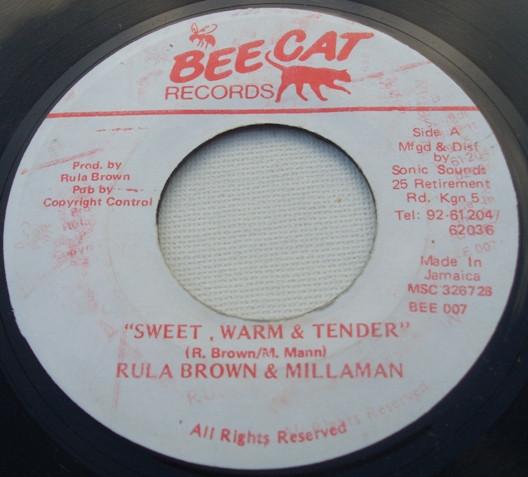 BEE CAT
RECORDS
Prod. by
Rula Brown
Pub by
Copyright Control
Side A
Mfgd & Dist
by
Sonic Sounds
25 Retirement
Rd. Kgn 5
Tel: 92-61204/
62036
Made In
Jamaica
MSC 326728
BEE 007
"SWEET , WARM & TENDER"
(R. Brown/M. Mann)
RULA BROWN & MILLAMAN
All Rights Reserved